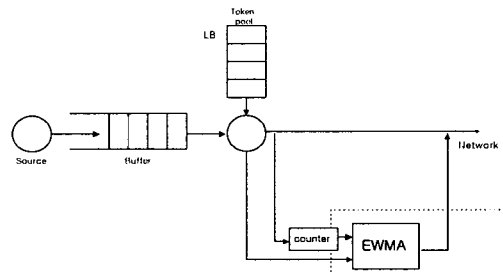 Token
pool
LB
Source
Buffer
Network
counter
EWMA